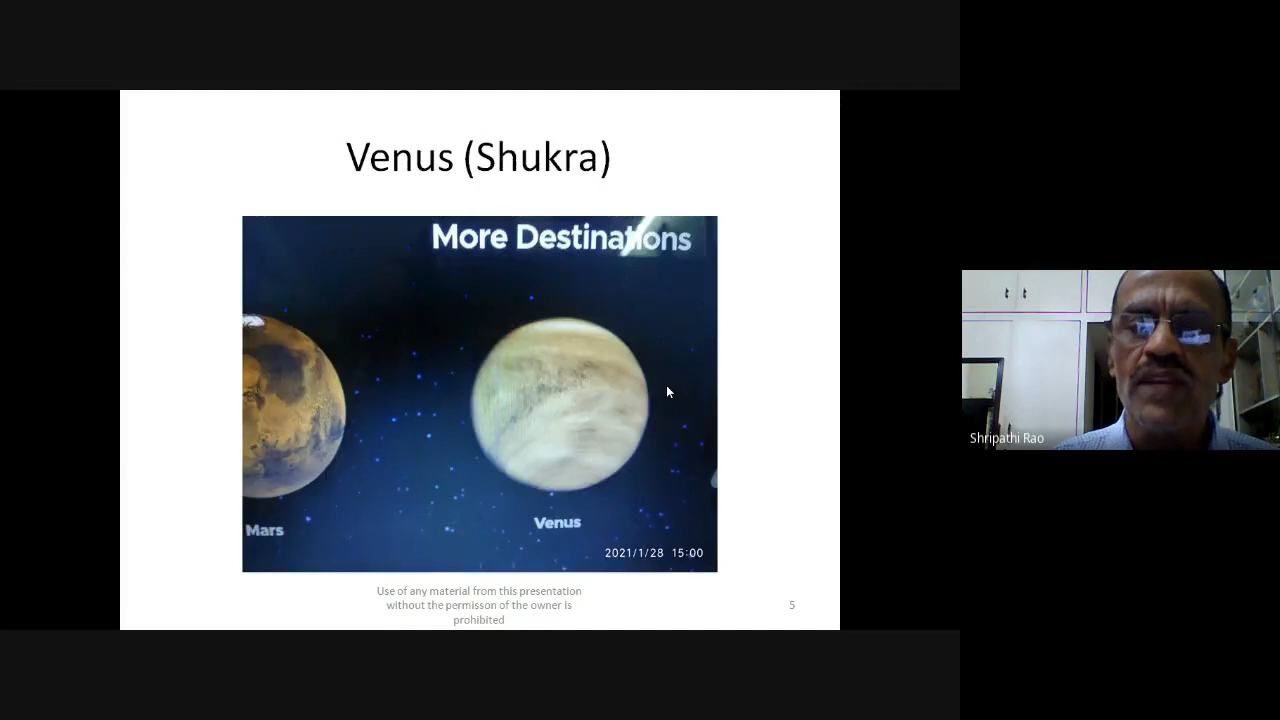 Venus (Shukra)
More Destinations
Mars
Venus
2021/1/28 15:00
Use of any material from this presentation
without the permisson of the owner is
prohibited
5
Shripathi Rao